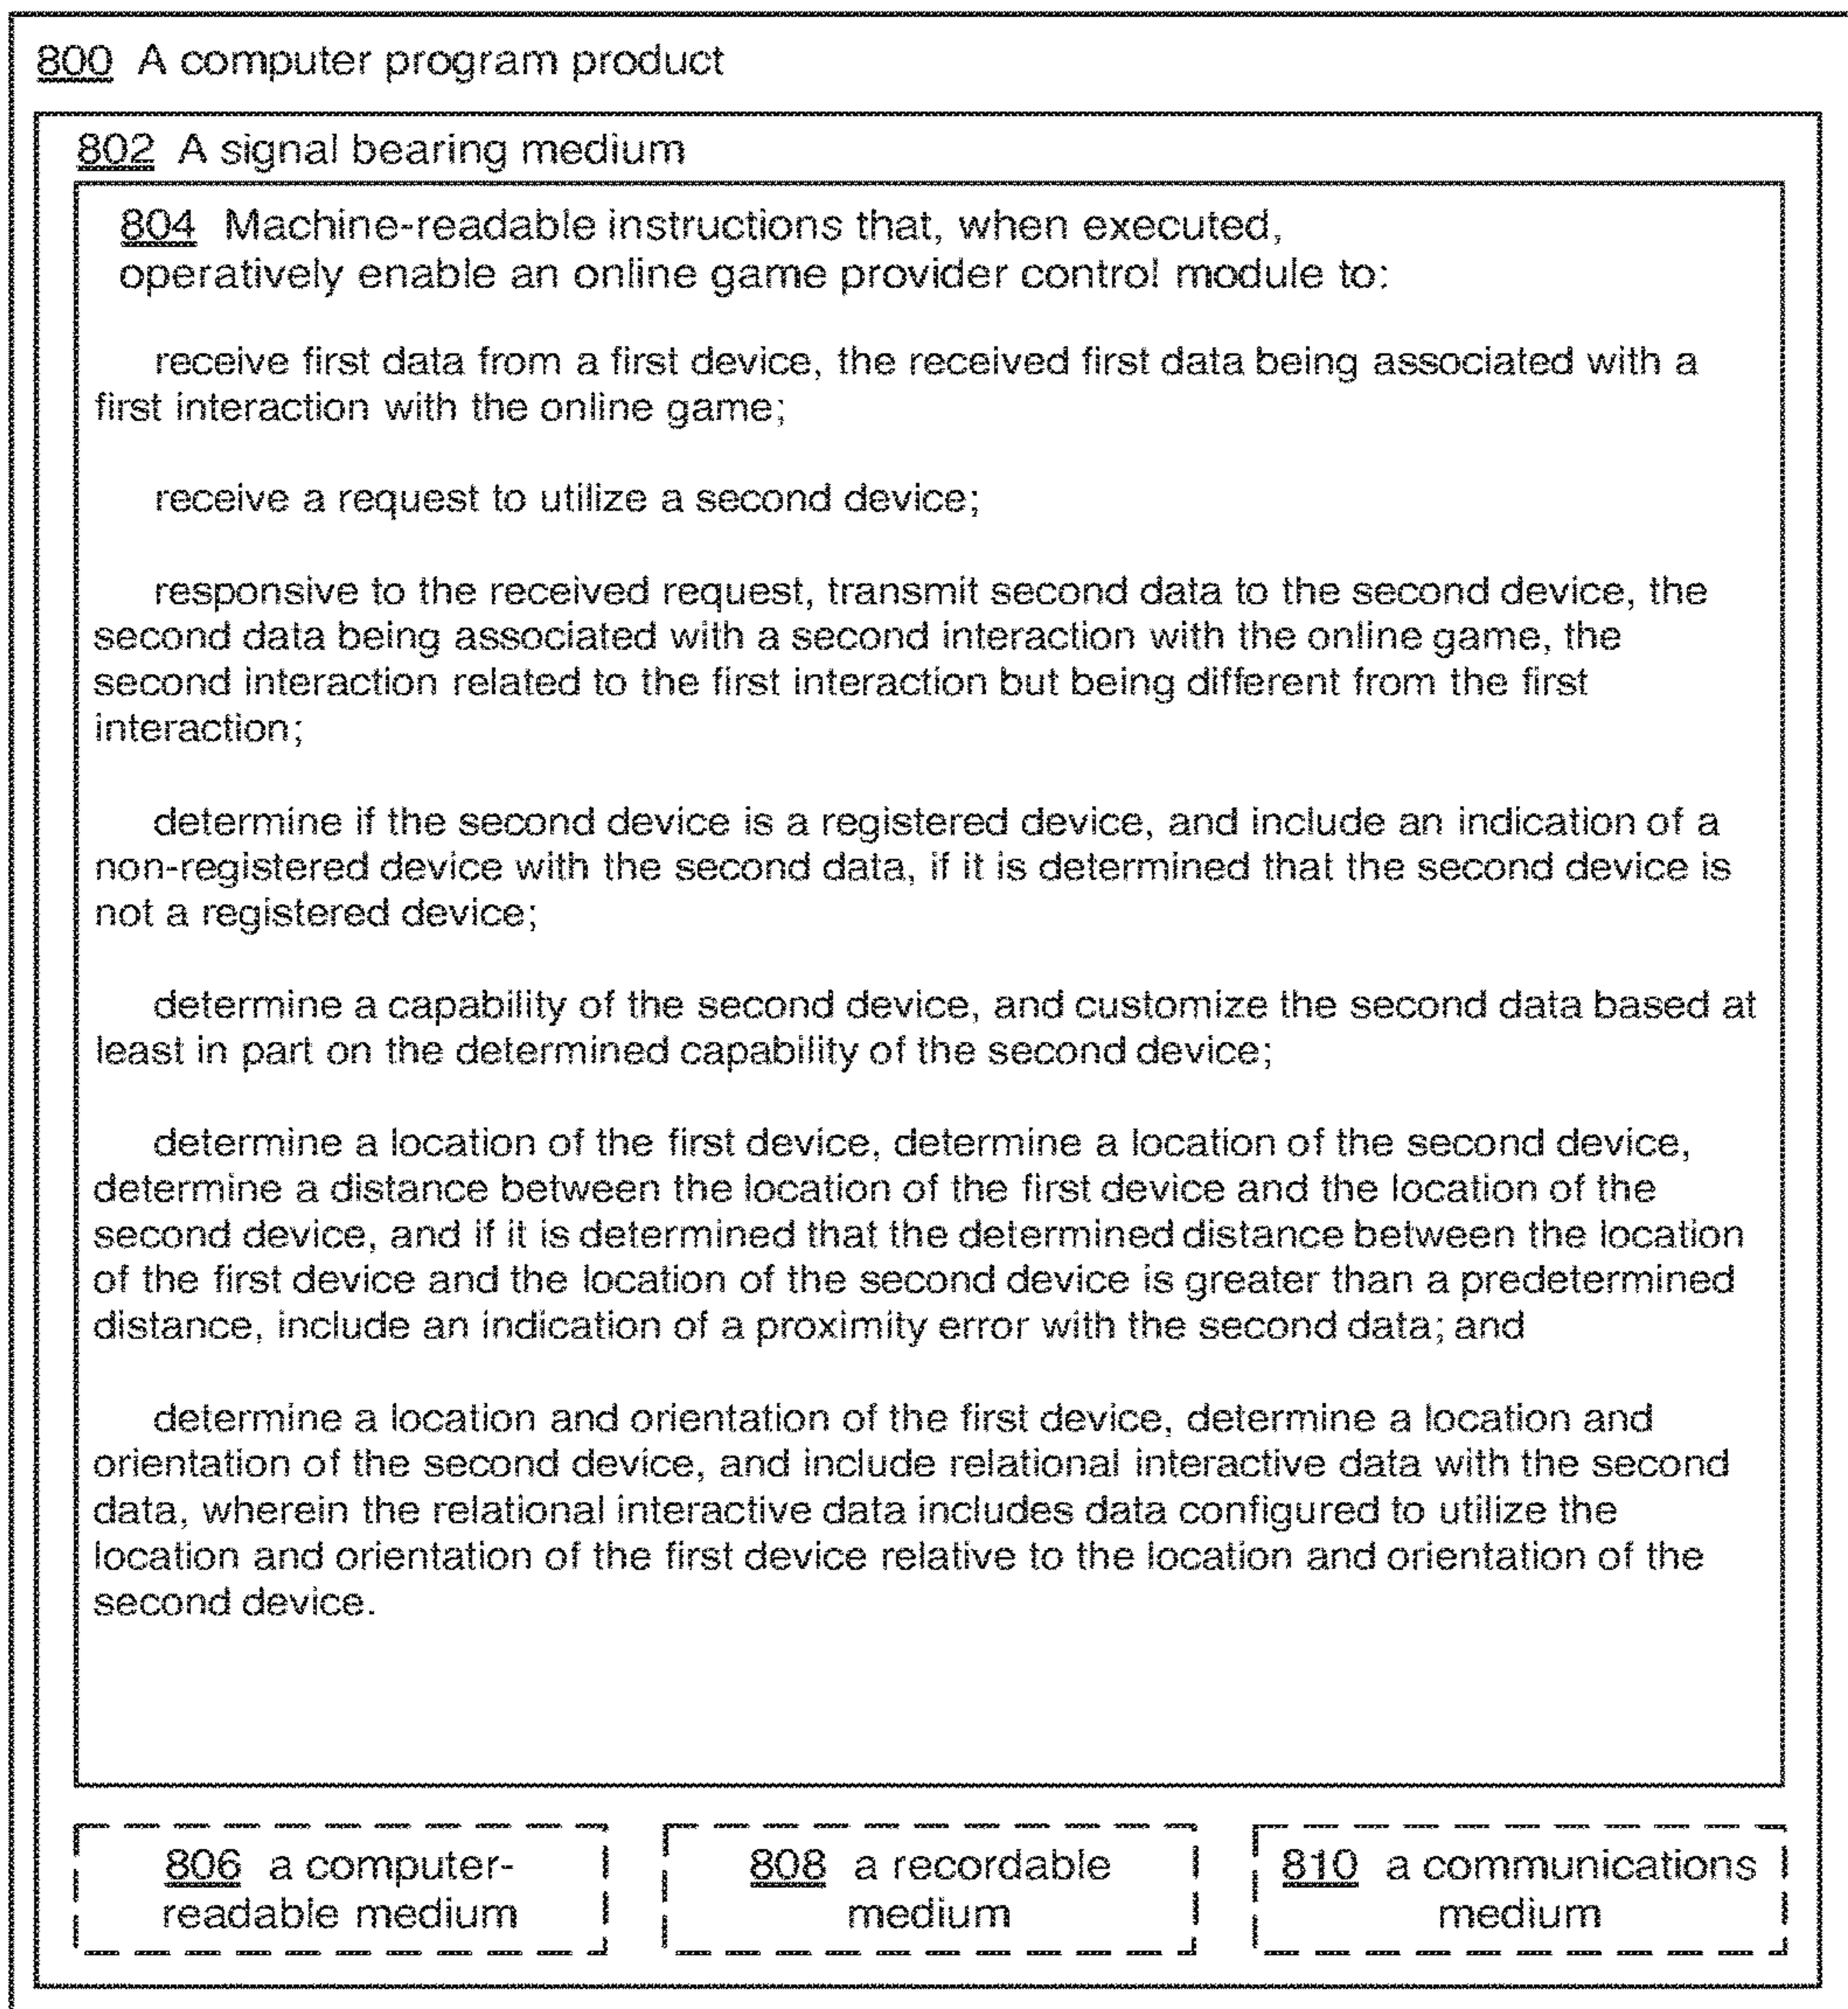 800 A computer program product
802 A signal bearing medium
804 Machine-readable instructions that, when executed,
operatively enable an online game provider control module to:
receive first data from a first device, the received first data being associated with a
first interaction with the online game;
receive a request to utilize a second device;
responsive to the received request, transmit second data to the second device, the
second data being associated with a second interaction with the online game, the
second interaction related to the first interaction but being different from the first
interaction;
determine if the second device is a registered device, and include an indication of a
non-registered device with the second data, if it is determined that the second device is
not a registered device;
determine a capability of the second device, and customize the second data based at
least in part on the determined capability of the second device;
determine a location of the first device, determine a location of the second device,
determine a distance between the location of the first device and the location of the
second device, and if it is determined that the determined distance between the location
of the first device and the location of the second device is greater than a predetermined
distance, include an indication of a proximity error with the second data; and
determine a location and orientation of the first device, determine a location and
orientation of the second device, and include relational interactive data with the second
data, wherein the relational interactive data includes data configured to utilize the
location and orientation of the first device relative to the location and orientation of the
second device.
806 a computer-
readable medium
808 a recordable
medium
810 a communications
medium